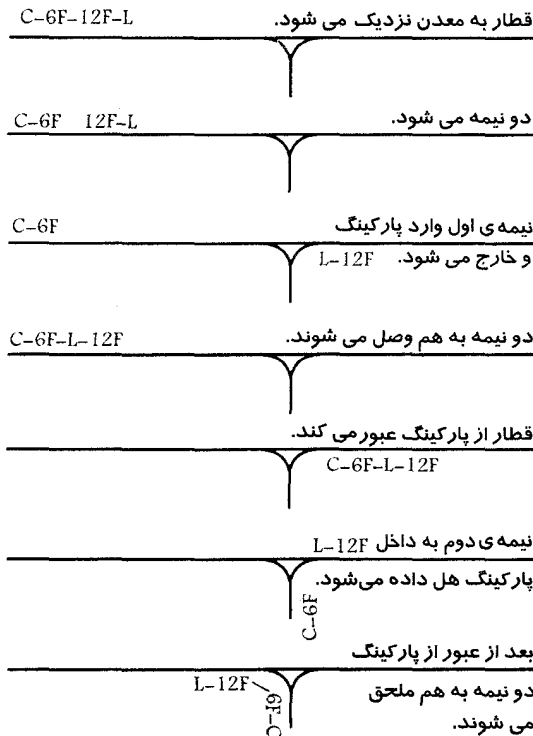 C-6F-12F-L
قطار به معدن نزدیک می شود.
C-6F 12F-L
دو نیمه می شود.
C-6F
نیمه ی اول وارد پارکینگ
و خارج می شود. L-12F
C-6F-L-12F
دو نیمه به هم وصل می شوند.
قطار از پارکینگ عبور می کند.
C-6F-L-12F
نیمه ی دوم به داخل L-12F
پارکینگ هل داده می‌شود.
C-6F
بعد از عبور از پارکینگ
دو نیمه به هم ملحق
می شوند.
L-12F
6F-C